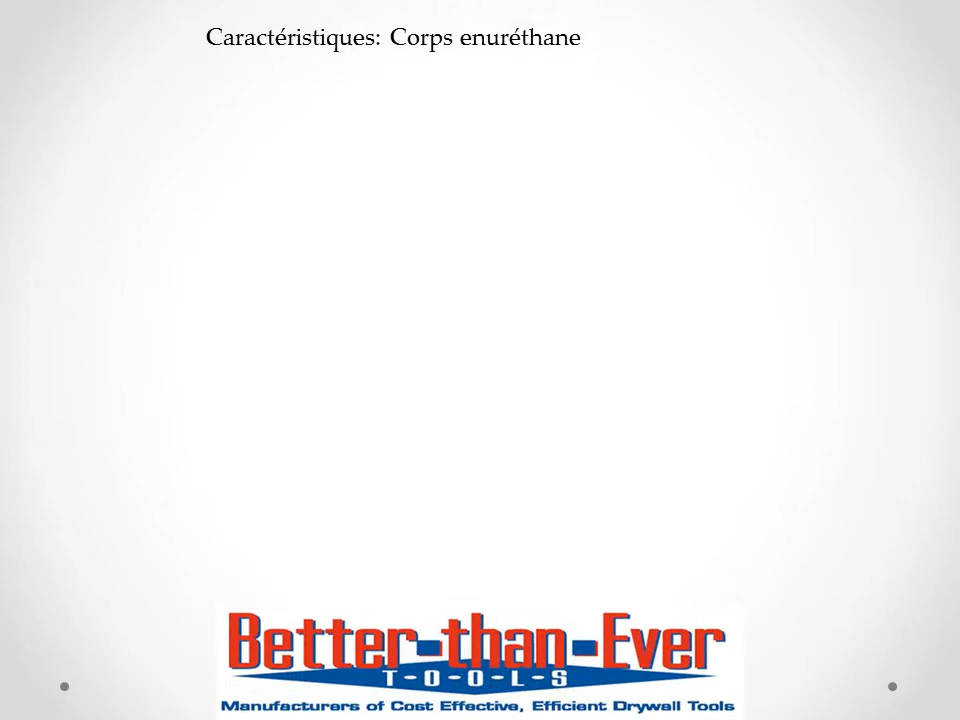 Caractéristiques: Corps enuréthane
Better-than-Ever
T-O-O-L-S
Manufacturers of Cost Effective, Efficient Drywall Tools